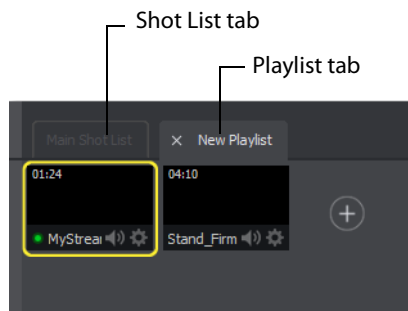 Shot List tab
Playlist tab
Main Shot List
× New Playlist
01:24
04:10
MyStrea
Stand_Firm